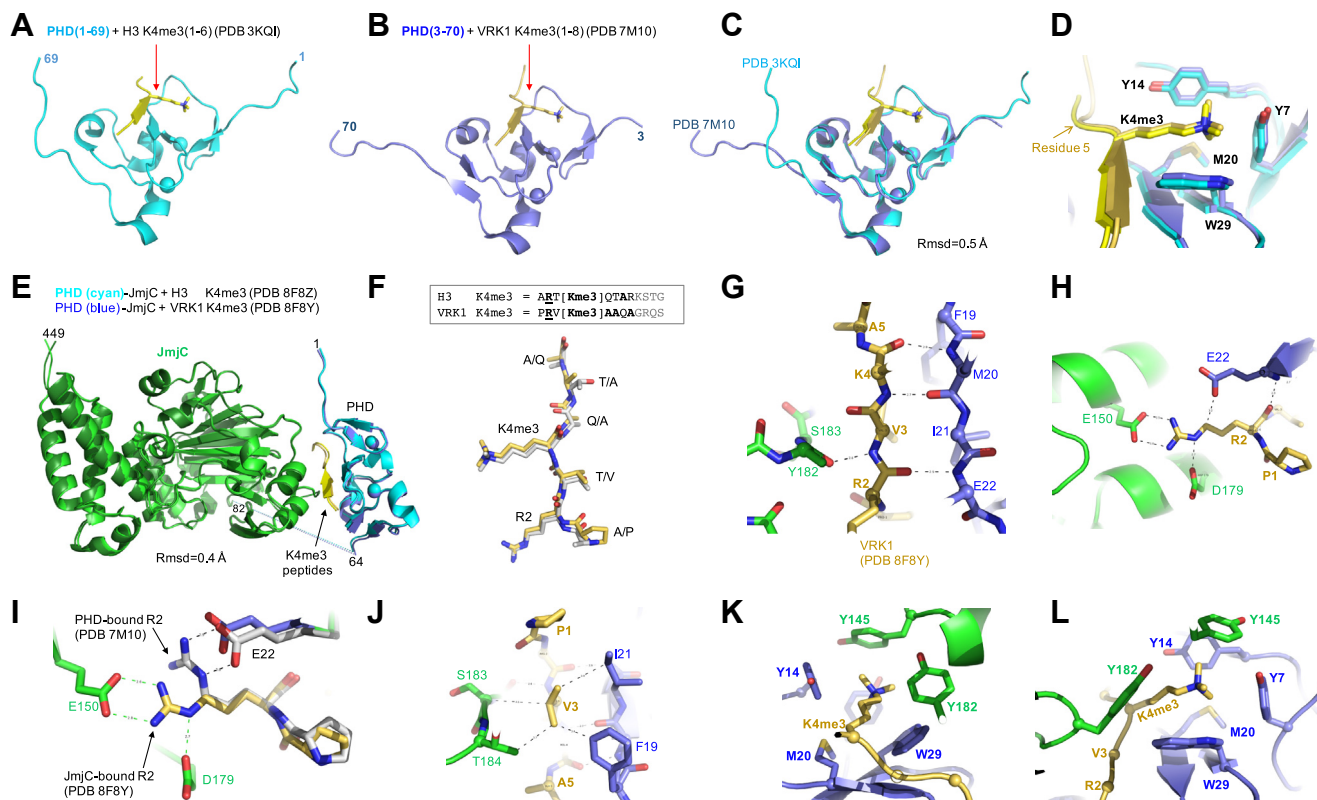 A
PHD(1-69) + H3 K4me3(1-6) (PDB 3KQI)
69
1
B
PHD(3-70) + VRK1 K4me3(1-8) (PDB 7M10)
70
3
C
PDB 3KQI
PDB 7M10
Rmsd=0.5 Å
D
Y14
K4me3
Y7
Residue 5
M20
W29
E
PHD (cyan)-JmjC + H3 K4me3 (PDB 8F8Z)
PHD (blue)-JmjC + VRK1 K4me3 (PDB 8F8Y)
449
JmjC
1
PHD
82
Rmsd=0.4 Å
K4me3
peptides
64
F
H3 K4me3 = ART[Kme3]QTARKSTG
VRK1 K4me3 = PRV[Kme3]AAQAGRQS
A/Q
T/A
Q/A
K4me3
T/V
R2
A/P
G
F19
A5
K4
M20
S183
V3
I21
Y182
R2
E22
VRK1
(PDB 8F8Y)
H
E22
E150
R2
P1
D179
I
PHD-bound R2
(PDB 7M10)
E22
E150
JmjC-bound R2
(PDB 8F8Y)
D179
J
P1
I21
S183
V3
F19
T184
A5
K
Y145
Y14
Y182
K4me3
M20
W29
L
Y145
Y14
Y182
Y7
K4me3
V3
M20
R2
W29